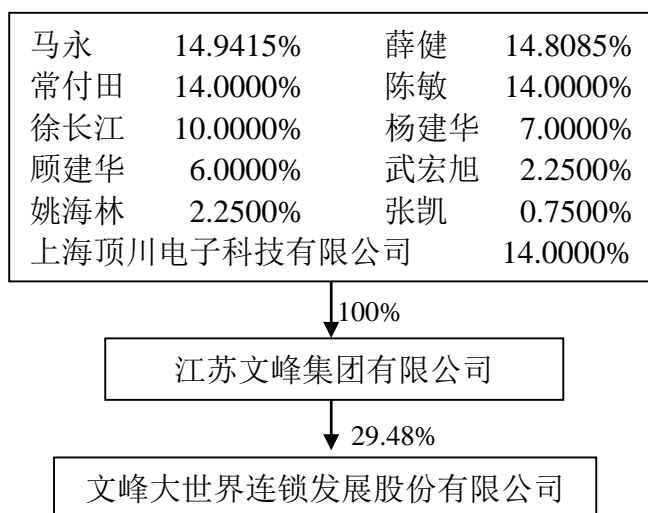 马永 14.9415% 薛健 14.8085%
常付田 14.0000% 陈敏 14.0000%
徐长江 10.0000% 杨建华 7.0000%
顾建华 6.0000% 武宏旭 2.2500%
姚海林 2.2500% 张凯 0.7500%
上海顶川电子科技有限公司 14.0000%
100%
江苏文峰集团有限公司
29.48%
文峰大世界连锁发展股份有限公司